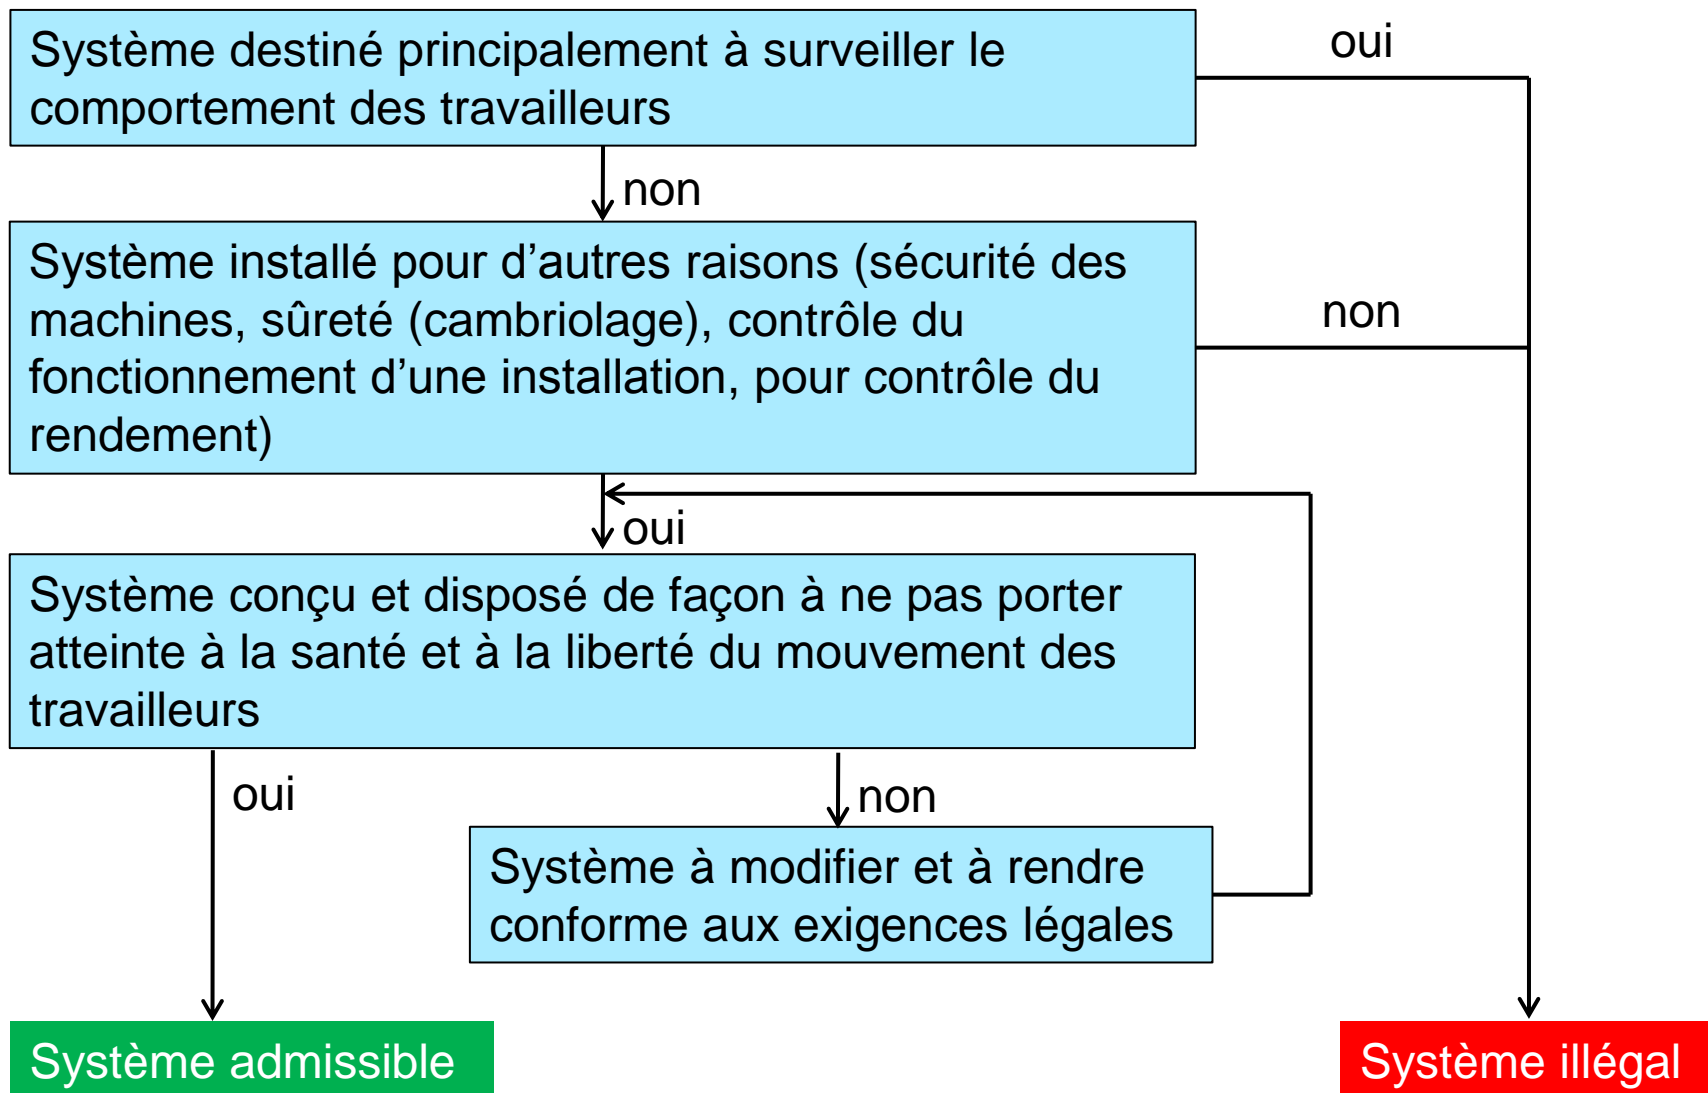 Système destiné principalement à surveiller le
comportement des travailleurs
oui
non
Système installé pour d’autres raisons (sécurité des
machines, sûreté (cambriolage), contrôle du
fonctionnement d’une installation, pour contrôle du
rendement)
non
oui
Système conçu et disposé de façon à ne pas porter
atteinte à la santé et à la liberté du mouvement des
travailleurs
oui
non
Système à modifier et à rendre
conforme aux exigences légales
Système admissible
Système illégal